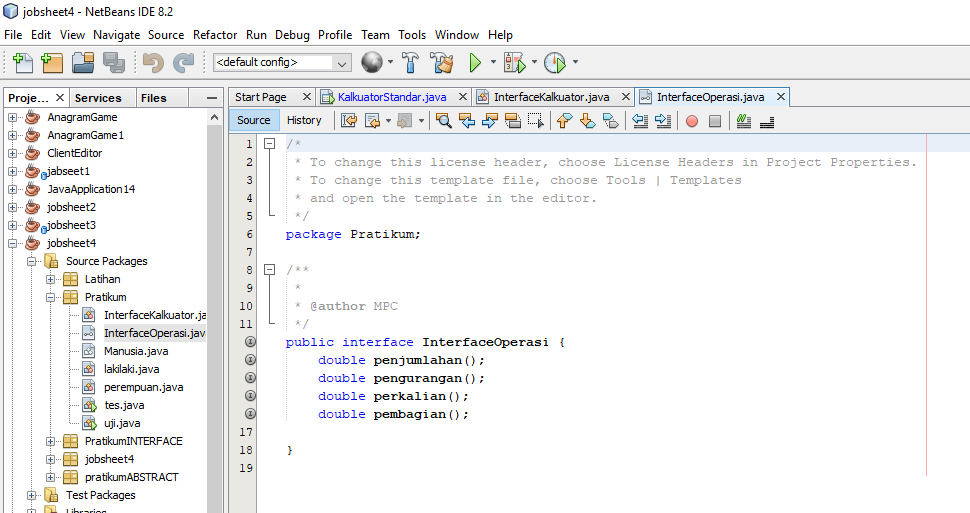 jobsheet4 - NetBeans IDE 8.2
File Edit View Navigate Source Refactor Run Debug Profile Team Tools Window Help
<default config>
Proje... Services Files
AnagramGame
AnagramGame1
ClientEditor
jabseet1
JavaApplication14
jobsheet2
jobsheet3
jobsheet4
Source Packages
Latihan
Pratikum
InterfaceKalkuator.ja
InterfaceOperasi.java
Manusia.java
lakilaki.java
perempuan.java
tes.java
uji.java
PratikumINTERFACE
jobsheet4
pratikumABSTRACT
Test Packages
Libraries
Start Page KalkuatorStandar.java InterfaceKalkuator.java InterfaceOperasi.java
Source History
1 /*
2 * To change this license header, choose License Headers in Project Properties.
3 * To change this template file, choose Tools | Templates
4 * and open the template in the editor.
5 */
6 package Pratikum;
7
8 /**
9 *
10 * @author MPC
11 */
public interface InterfaceOperasi {
double penjumlahan();
double pengurangan();
double perkalian();
double pembagian();
17
18 }
19